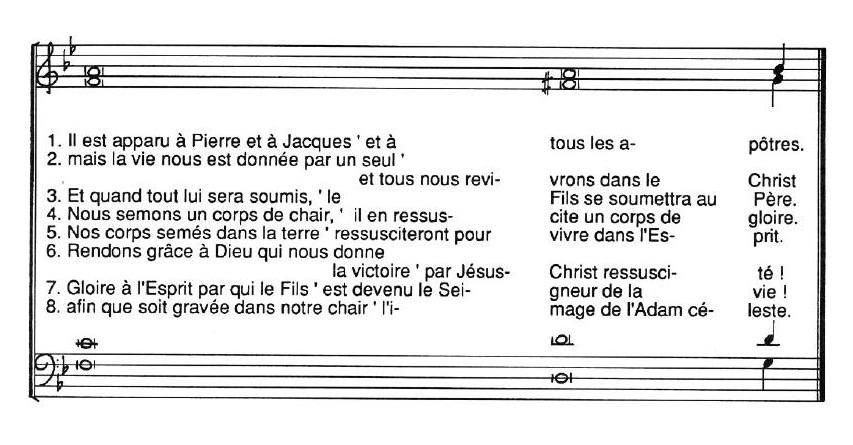 1. Il est apparu à Pierre et à Jacques ' et à tous les a- pôtres.
2. mais la vie nous est donnée par un seul '
et tous nous revi- vrons dans le Christ
3. Et quand tout lui sera soumis, ' le Fils se soumettra au Père.
4. Nous semons un corps de chair, ' il en ressus- cite un corps de gloire.
5. Nos corps semés dans la terre ' ressusciteront pour vivre dans l'Es- prit.
6. Rendons grâce à Dieu qui nous donne
la victoire ' par Jésus- Christ ressusci- té !
7. Gloire à l'Esprit par qui le Fils ' est devenu le Sei- gneur de la vie !
8. afin que soit gravée dans notre chair ' l'i- mage de l'Adam cé- leste.